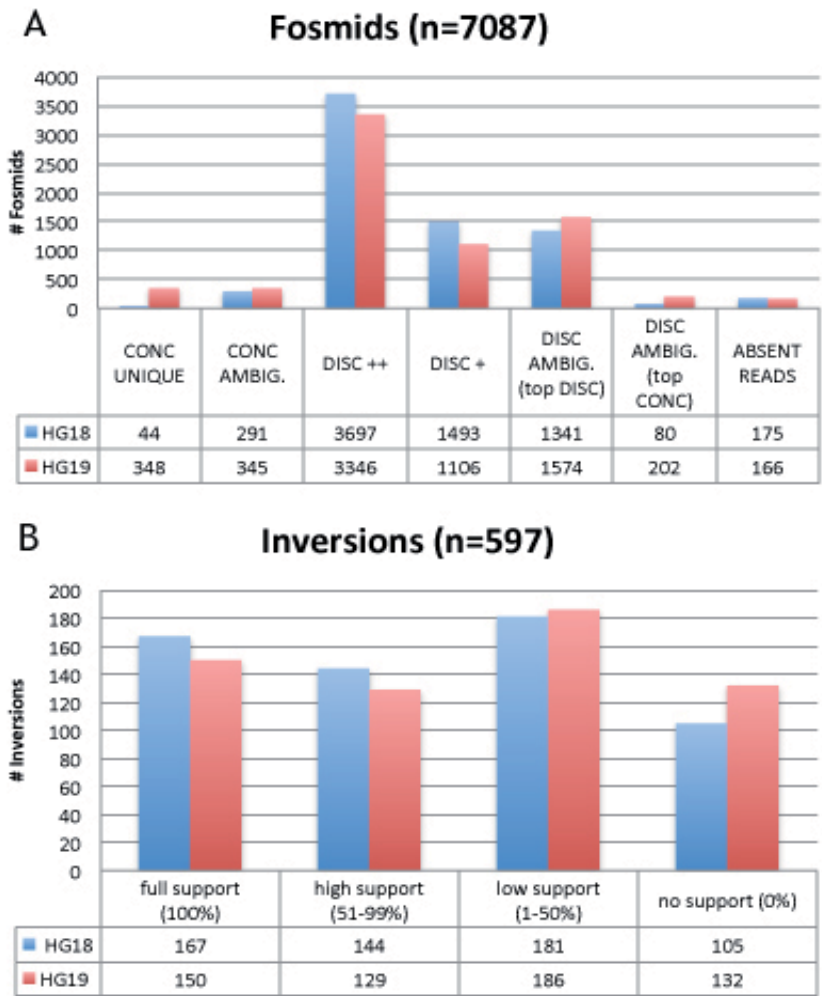 A
Fosmids (n=7087)
# Fosmids
4000
3500
3000
2500
2000
1500
1000
500
0
CONC UNIQUE
CONC AMBIG.
DISC ++
DISC +
DISC AMBIG. (top DISC)
DISC AMBIG. (top CONC)
ABSENT READS
HG18 44 291 3697 1493 1341 80 175
HG19 348 345 3346 1106 1574 202 166
B
Inversions (n=597)
# Inversions
200
180
160
140
120
100
80
60
40
20
0
full support (100%)
high support (51-99%)
low support (1-50%)
no support (0%)
HG18 167 144 181 105
HG19 150 129 186 132